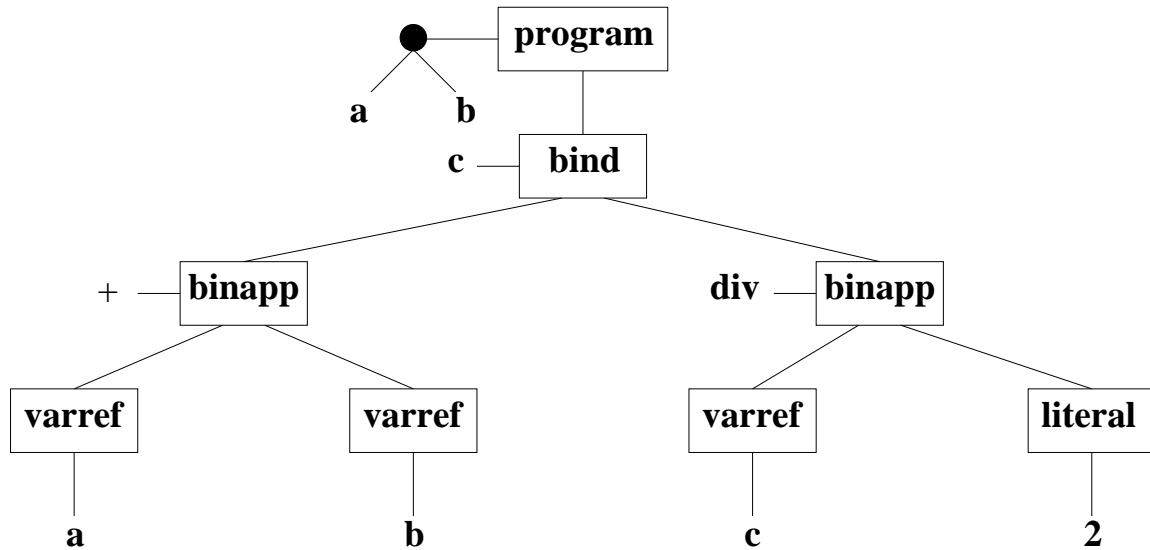 program
a b
c bind
+ binapp div binapp
varref varref varref literal
a b c 2